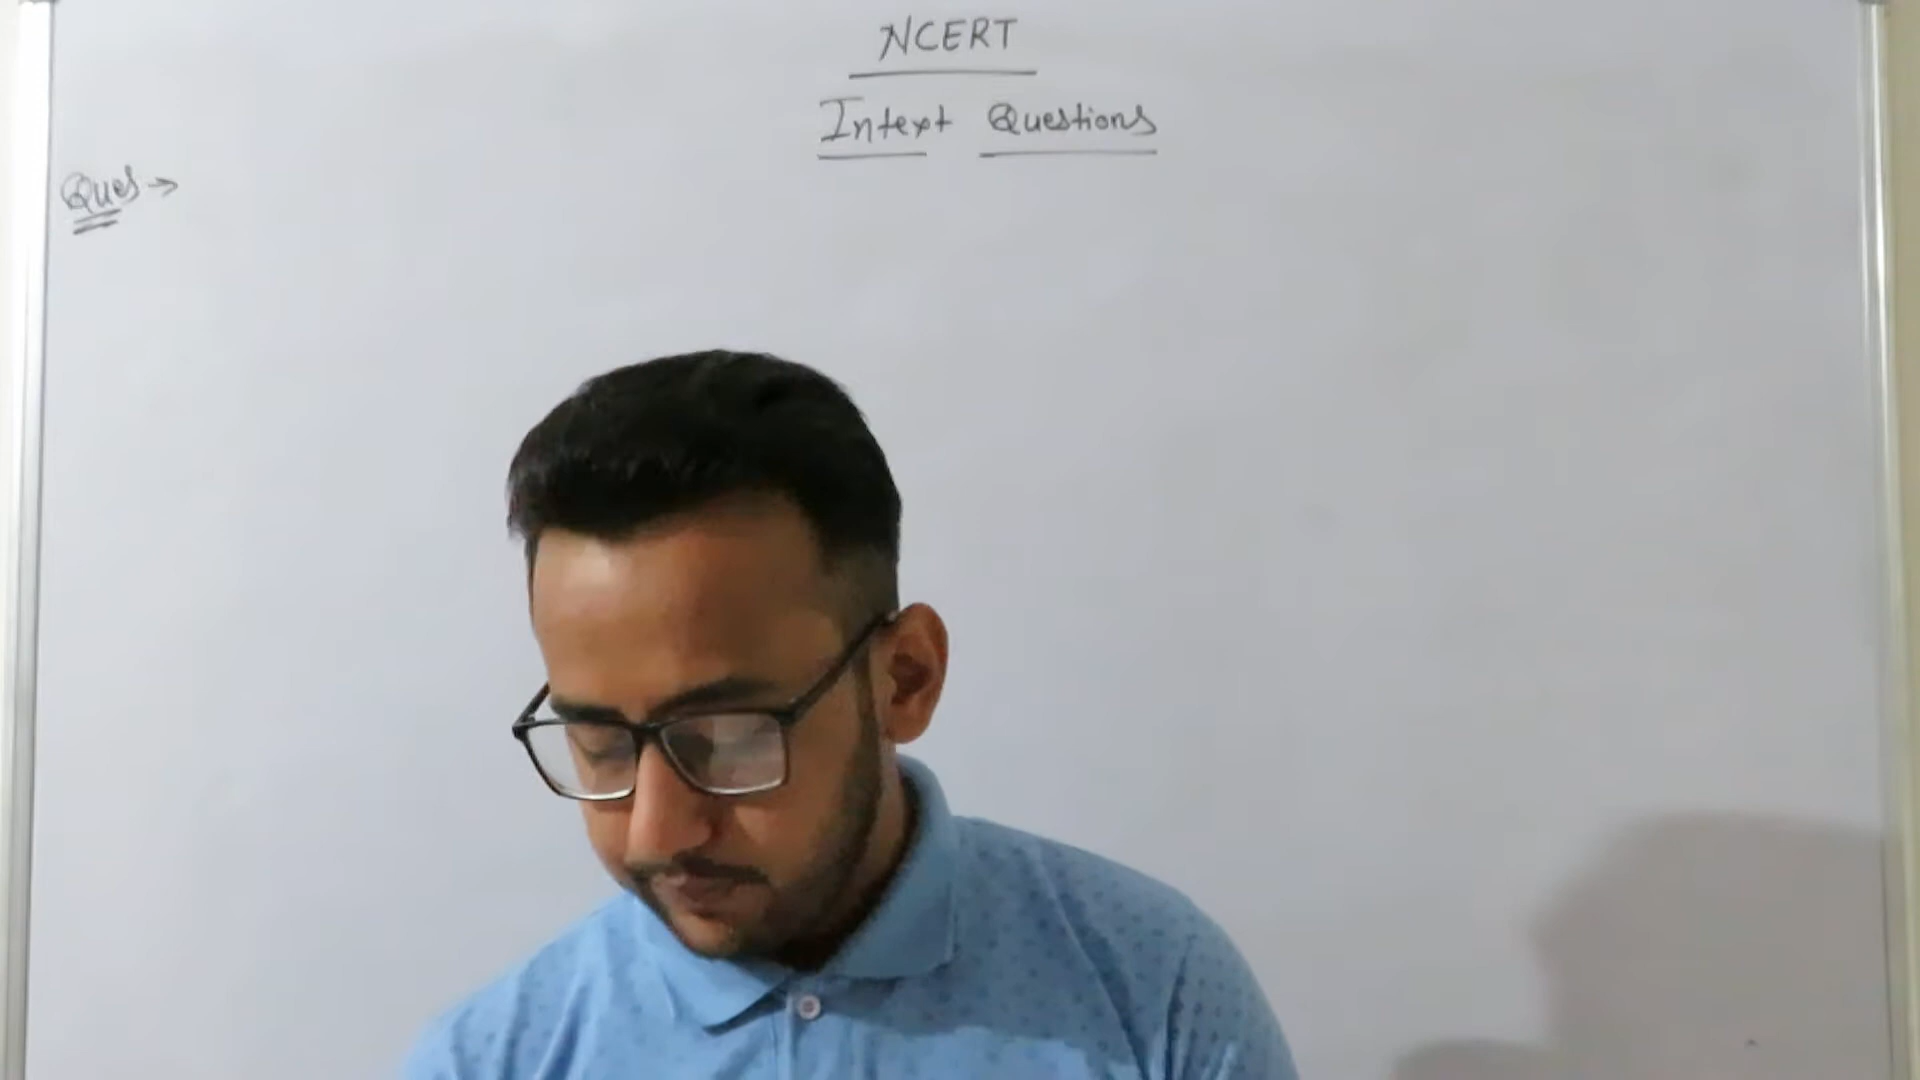 NCERT
Intext Questions
Ques →